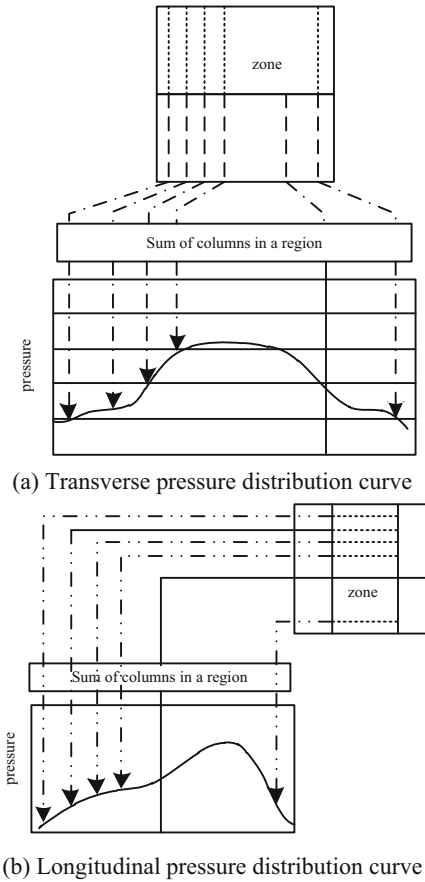 zone
Sum of columns in a region
pressure
(a) Transverse pressure distribution curve
zone
Sum of columns in a region
pressure
(b) Longitudinal pressure distribution curve